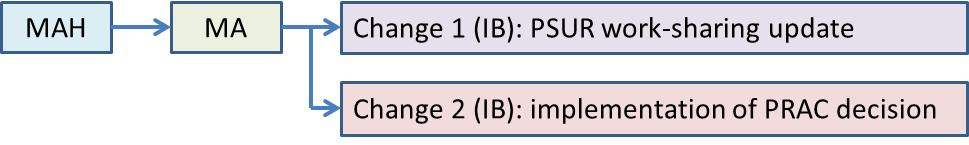 MAH
MA
Change 1 (IB): PSUR work-sharing update
Change 2 (IB): implementation of PRAC decision